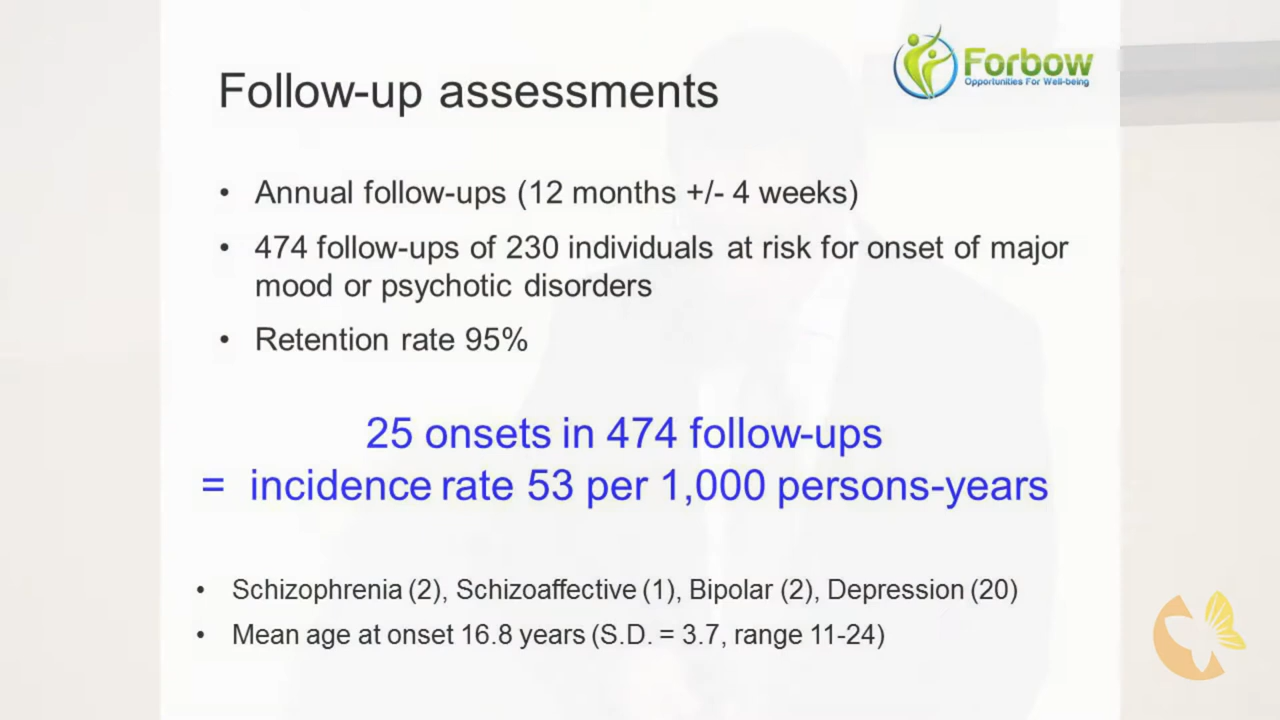 Forbow
Opportunities For Well-being
Follow-up assessments
• Annual follow-ups (12 months +/- 4 weeks)
• 474 follow-ups of 230 individuals at risk for onset of major
mood or psychotic disorders
• Retention rate 95%
25 onsets in 474 follow-ups
= incidence rate 53 per 1,000 persons-years
• Schizophrenia (2), Schizoaffective (1), Bipolar (2), Depression (20)
• Mean age at onset 16.8 years (S.D. = 3.7, range 11-24)